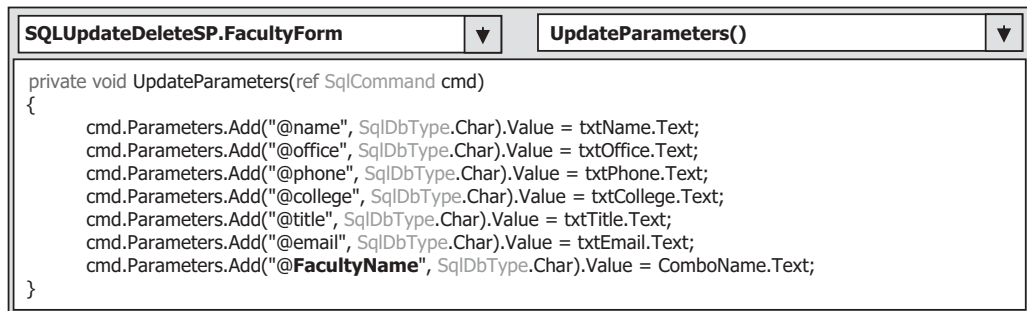 SQLUpdateDeleteSP.FacultyForm UpdateParameters()
private void UpdateParameters(ref SqlCommand cmd)
{
cmd.Parameters.Add("@name", SqlDbType.Char).Value = txtName.Text;
cmd.Parameters.Add("@office", SqlDbType.Char).Value = txtOffice.Text;
cmd.Parameters.Add("@phone", SqlDbType.Char).Value = txtPhone.Text;
cmd.Parameters.Add("@college", SqlDbType.Char).Value = txtCollege.Text;
cmd.Parameters.Add("@title", SqlDbType.Char).Value = txtTitle.Text;
cmd.Parameters.Add("@email", SqlDbType.Char).Value = txtEmail.Text;
cmd.Parameters.Add("@FacultyName", SqlDbType.Char).Value = ComboName.Text;
}